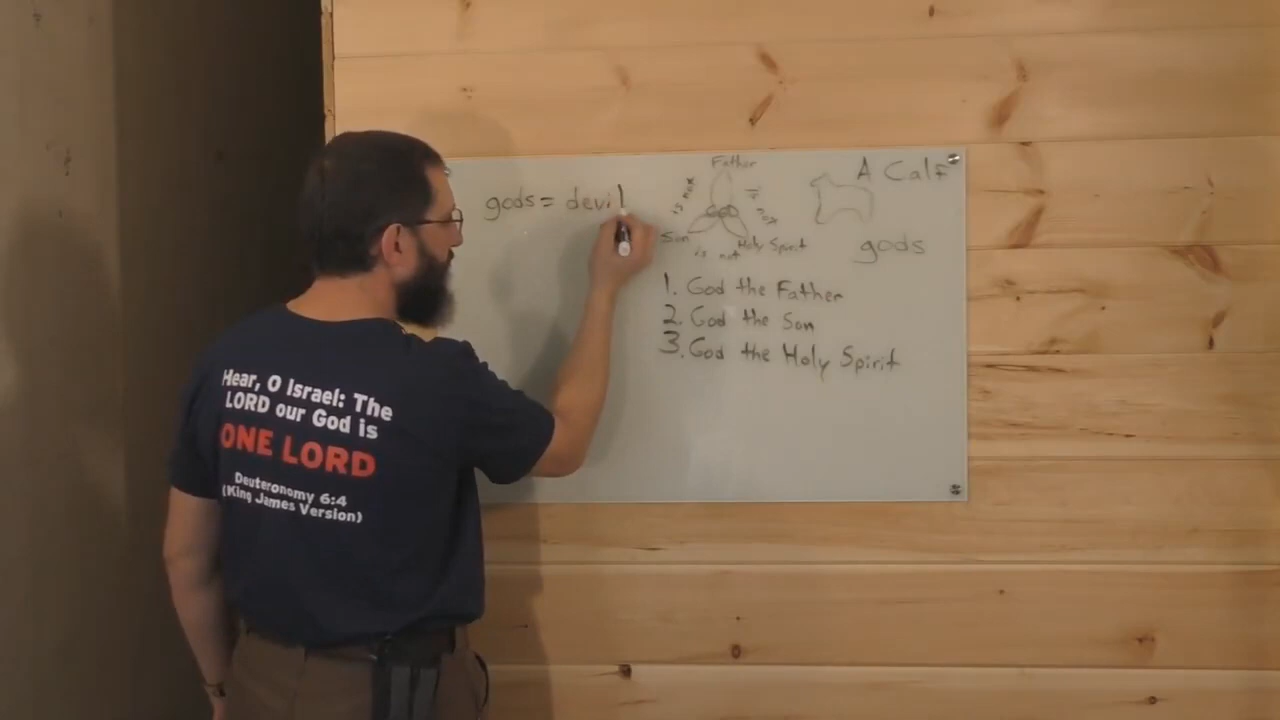 gods = devil
Father
is not
is not
God
Son
is not
Holy Spirit
A Calf
gods
1. God the Father
2. God the Son
3. God the Holy Spirit
Hear, O Israel: The
LORD our God is
ONE LORD
Deuteronomy 6:4
(King James Version)